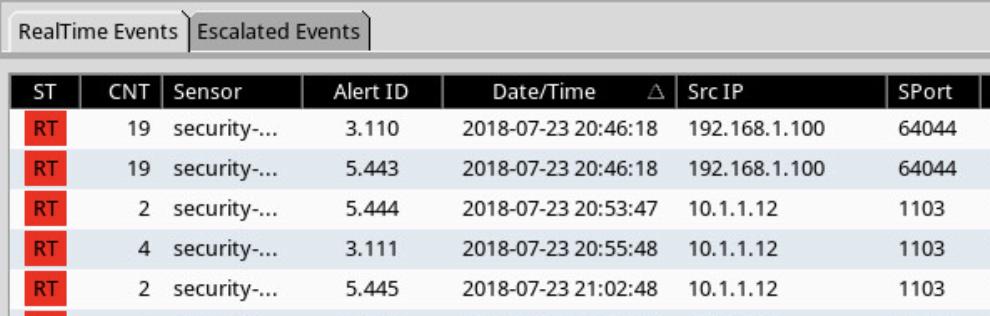 RealTime Events Escalated Events
ST CNT Sensor Alert ID Date/Time △ Src IP SPort
RT 19 security-... 3.110 2018-07-23 20:46:18 192.168.1.100 64044
RT 19 security-... 5.443 2018-07-23 20:46:18 192.168.1.100 64044
RT 2 security-... 5.444 2018-07-23 20:53:47 10.1.1.12 1103
RT 4 security-... 3.111 2018-07-23 20:55:48 10.1.1.12 1103
RT 2 security-... 5.445 2018-07-23 21:02:48 10.1.1.12 1103